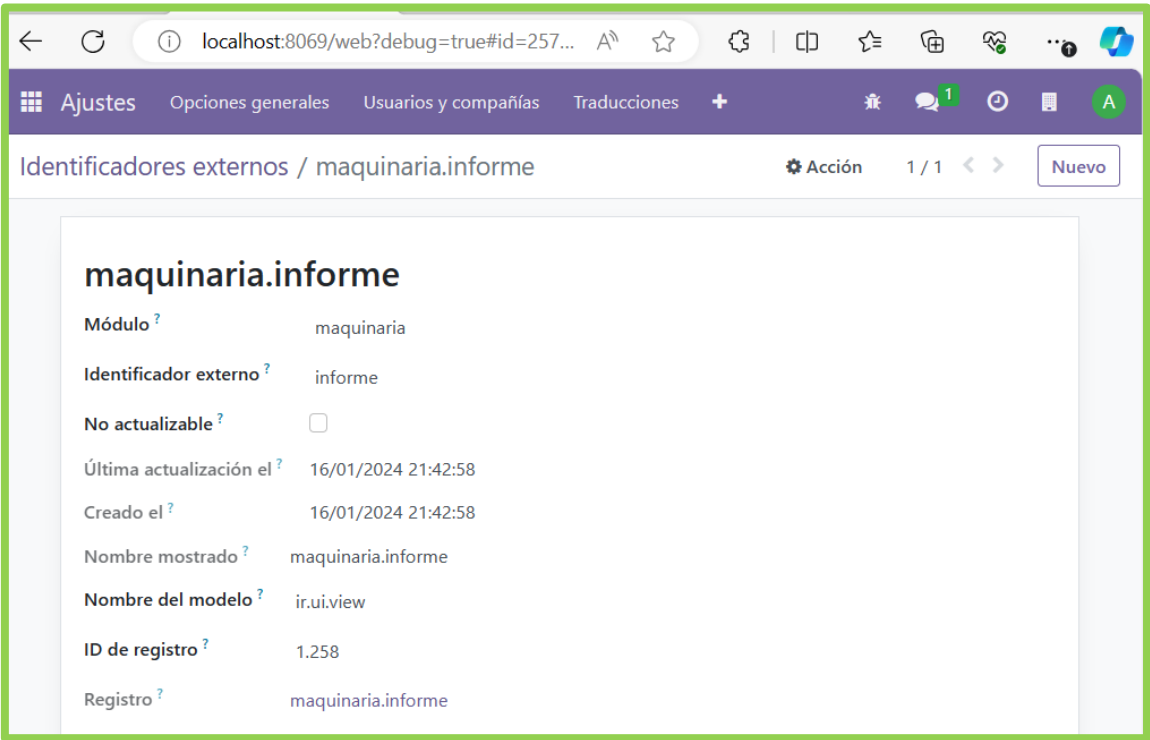 localhost:8069/web?debug=true#id=257... A
Ajustes Opciones generales Usuarios y compañías Traducciones + 1 A
Identificadores externos / maquinaria.informe Acción 1 / 1 < > Nuevo
maquinaria.informe
Módulo ? maquinaria
Identificador externo ? informe
No actualizable ?
Última actualización el ? 16/01/2024 21:42:58
Creado el ? 16/01/2024 21:42:58
Nombre mostrado ? maquinaria.informe
Nombre del modelo ? ir.ui.view
ID de registro ? 1.258
Registro ? maquinaria.informe